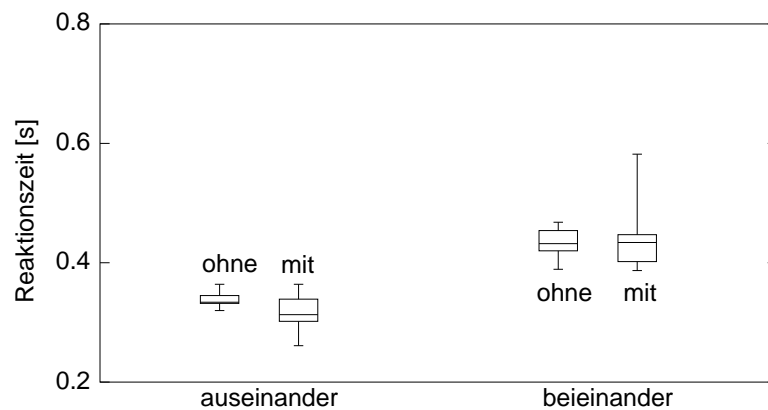 0.8
0.6
0.4
0.2
Reaktionszeit [s]
ohne mit
ohne mit
auseinander beieinander